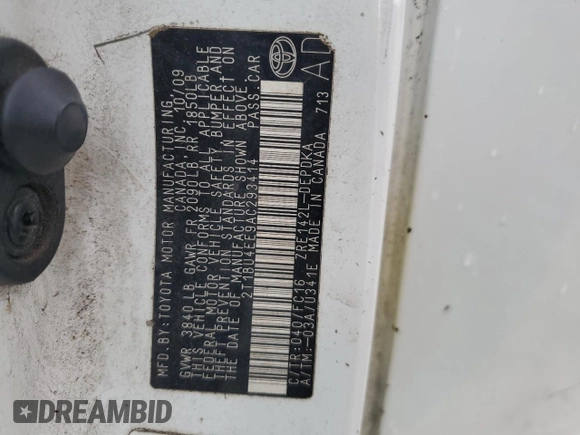 MFD.BY:TOYOTA MOTOR MANUFACTURING
CANADA, INC. 10/09
GVWR 3840LB GAWR FR 2090LB RR 1850LB
THIS VEHICLE CONFORMS TO ALL APPLICABLE
FEDERAL MOTOR VEHICLE SAFETY, BUMPER AND
THEFT PREVENTION STANDARDS IN EFFECT ON
THE DATE OF MANUFACTURE SHOWN ABOVE.
2T1BU4EE9AC293414 PASS.CAR
C/TR:040/FC16 ZRE142L-DEPDKA
A/TM:-03A/U341E MADE IN CANADA 713
AD
DREAMBID